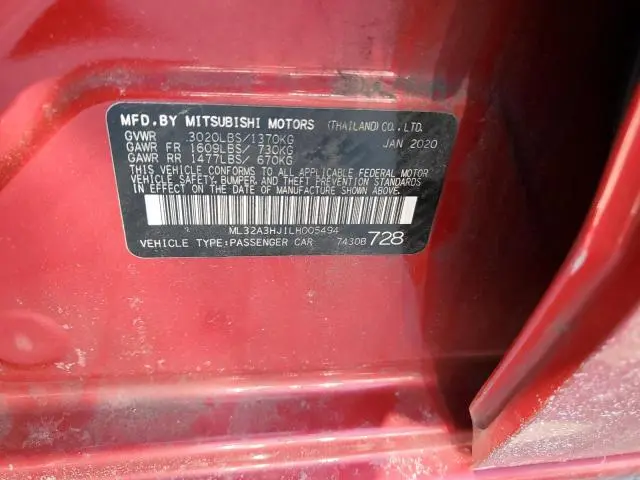 MFD.BY MITSUBISHI MOTORS (THAILAND) CO.,LTD.
GVWR 3020LBS/1370KG JAN 2020
GAWR FR 1609LBS/ 730KG
GAWR RR 1477LBS/ 670KG
THIS VEHICLE CONFORMS TO ALL APPLICABLE FEDERAL MOTOR
VEHICLE SAFETY, BUMPER, AND THEFT PREVENTION STANDARDS
IN EFFECT ON THE DATE OF MANUFACTURE SHOWN ABOVE.
ML32A3HJ1LH005494
VEHICLE TYPE:PASSENGER CAR 7430B 728